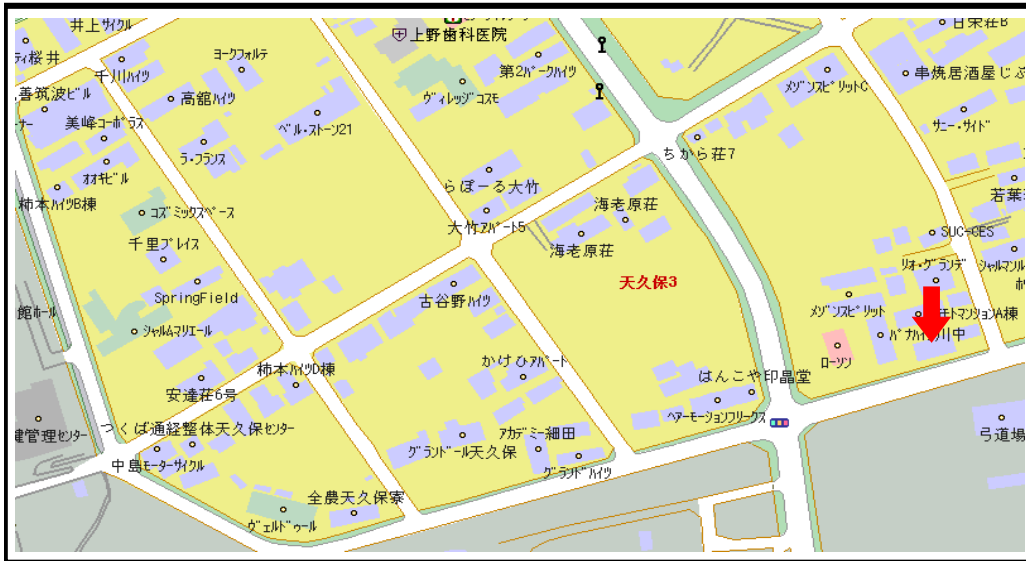 井上サイクル
上野歯科医院
日栄荘B
ヨークフォルテ
千川ハイツ
第2パークハイツ
串焼居酒屋じぶ
メゾンスピリットC
善筑波ビル
高舘ハイツ
ヴィレッジコスモ
美峰コーポラス
ベル・ストーン21
サニー・サイド
ラ・フランス
ちから荘7
オオキビル
らぽーる大竹
柿本ハイツB棟
コズミックスペース
海老原荘
大竹アパート5
千里プレイス
海老原荘
SUC-CES
リオ・グランデ
天久保3
SpringField
古谷野ハイツ
館ホール
メゾンスピリット
シャルムマリエール
川中
かけひアパート
ローソン
柿本ハイツD棟
はんこや印晶堂
安達荘6号
ヘアーモーションフリークス
つくば通経整体天久保センター
アカデミー細田
健管理センター
弓道場
グランドール天久保
中島モーターサイクル
グランドハイツ
全農天久保寮
ヴェルドゥール